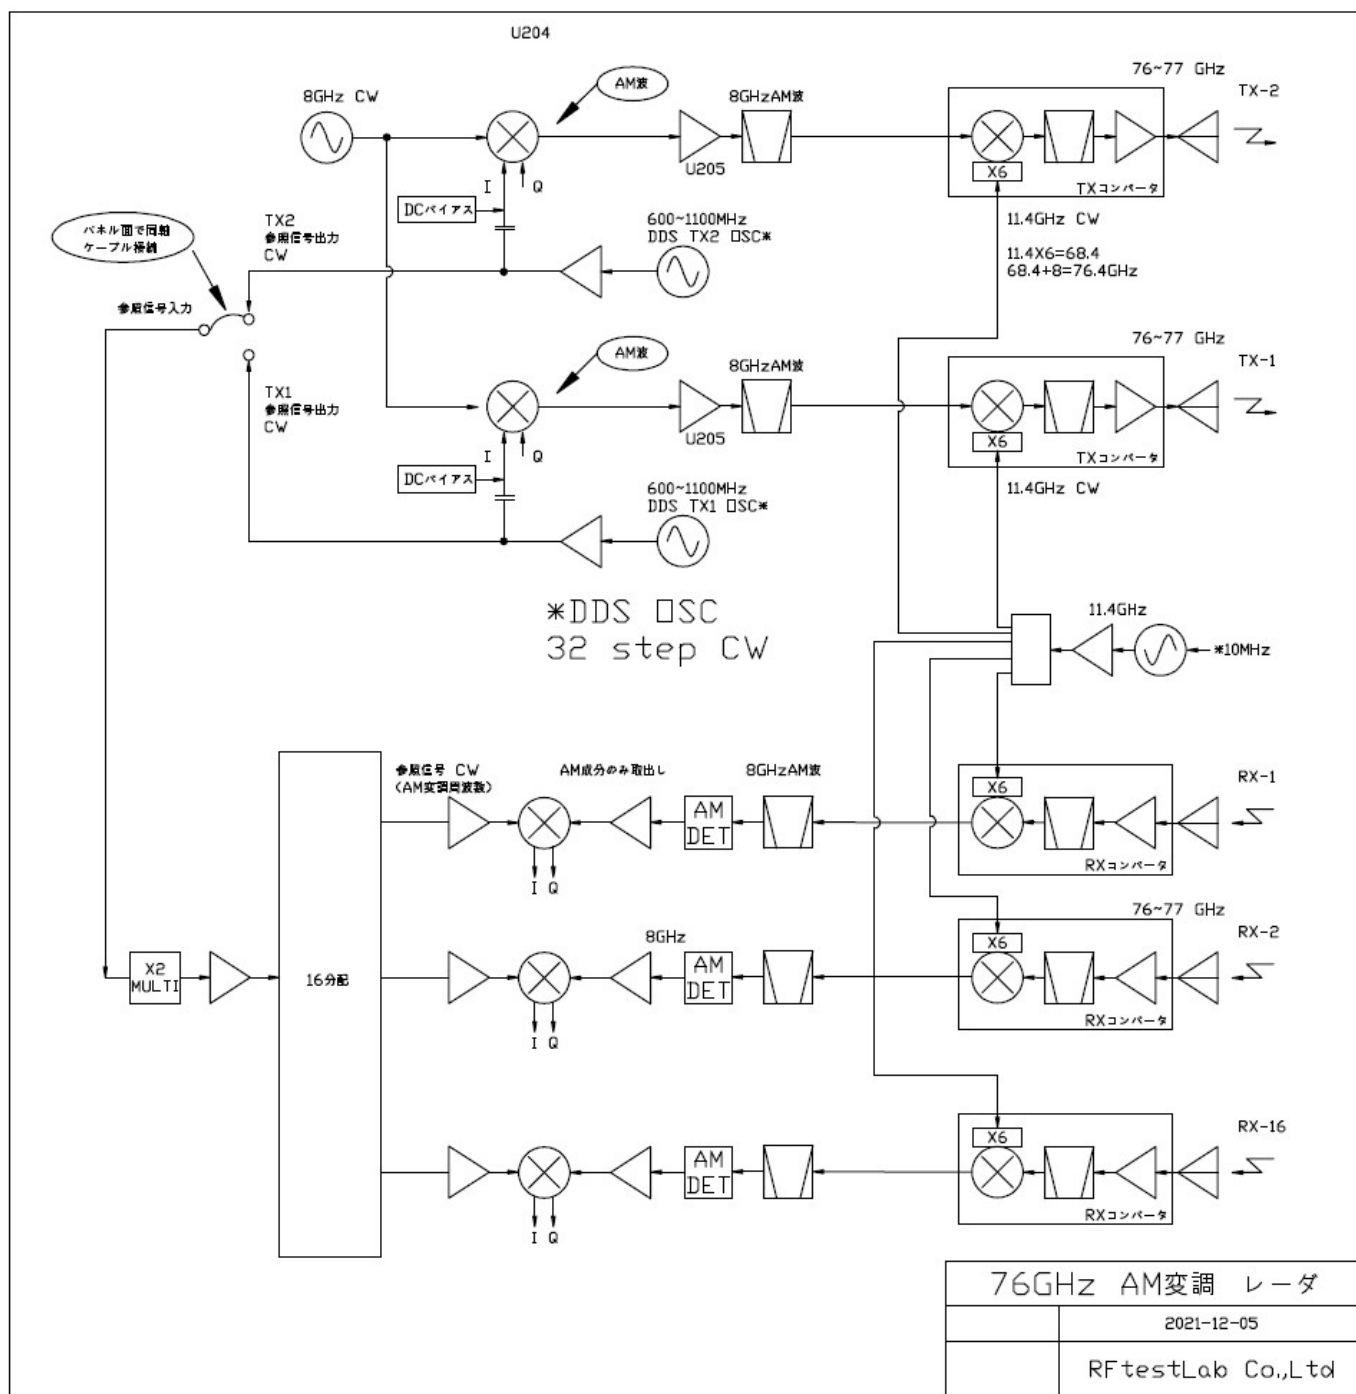 U204
AM波
76~77 GHz
TX-2
8GHz CW
8GHzAM波
U205
X6
TXコンバータ
I
Q
DCバイアス
パネル面で同軸
ケーブル接続
TX2
参照信号出力
CW
600~1100MHz
DDS TX2 OSC*
11.4GHz CW
11.4X6=68.4
68.4+8=76.4GHz
参照信号入力
AM波
8GHzAM波
76~77 GHz
TX-1
TX1
参照信号出力
CW
U205
X6
TXコンバータ
I
Q
DCバイアス
600~1100MHz
DDS TX1 OSC*
11.4GHz CW
*DDS OSC
32 step CW
11.4GHz
*10MHz
参照信号 CW
(AM変調周波数)
AM成分のみ取出し
8GHzAM波
X6
RX-1
AM
DET
RXコンバータ
I Q
76~77 GHz
8GHz
X6
RX-2
X2
MULTI
16分配
AM
DET
RXコンバータ
I Q
X6
RX-16
AM
DET
RXコンバータ
I Q
76GHz AM変調 レーダ
2021-12-05
RFtestLab Co.,Ltd